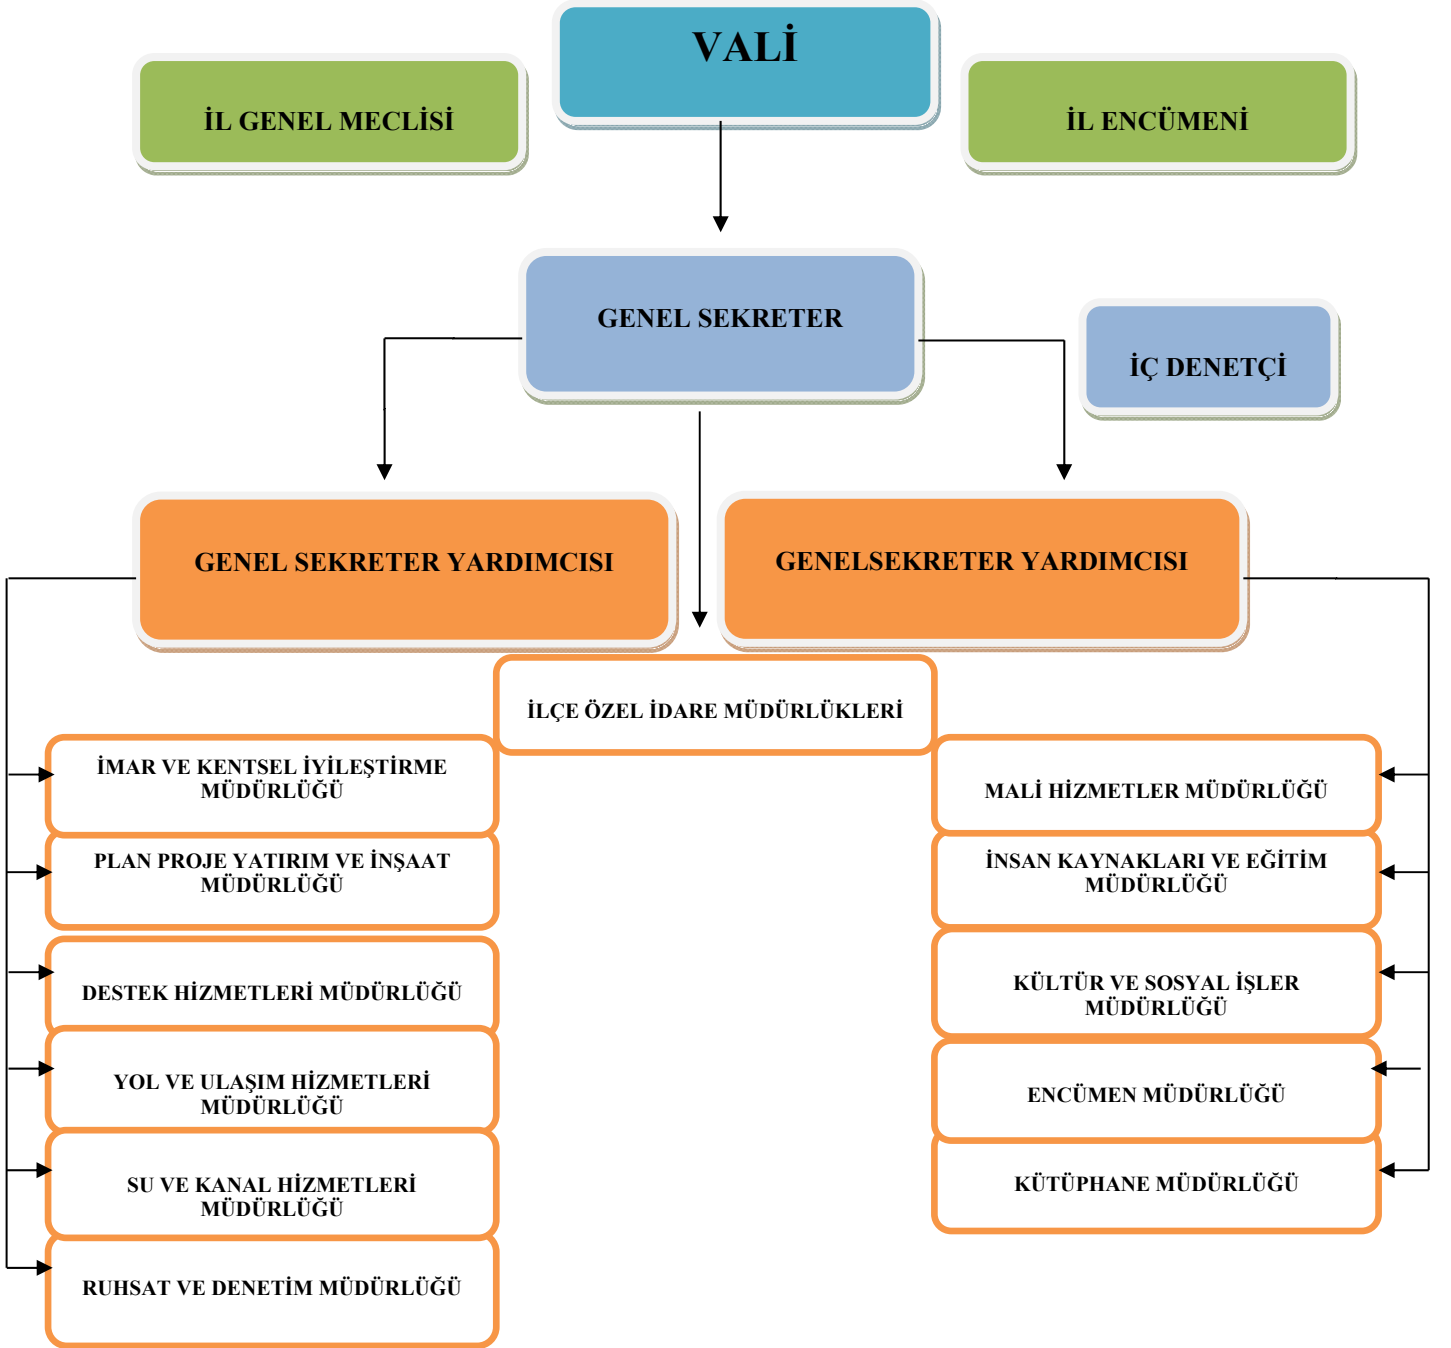 VALİ
İL GENEL MECLİSİ
İL ENCÜMENİ
GENEL SEKRETER
İÇ DENETÇİ
GENEL SEKRETER YARDIMCISI
GENELSEKRETER YARDIMCISI
İLÇE ÖZEL İDARE MÜDÜRLÜKLERİ
İMAR VE KENTSEL İYİLEŞTİRME
MÜDÜRLÜĞÜ
PLAN PROJE YATIRIM VE İNŞAAT
MÜDÜRLÜĞÜ
DESTEK HİZMETLERİ MÜDÜRLÜĞÜ
YOL VE ULAŞIM HİZMETLERİ
MÜDÜRLÜĞÜ
SU VE KANAL HİZMETLERİ
MÜDÜRLÜĞÜ
RUHSAT VE DENETİM MÜDÜRLÜĞÜ
MALİ HİZMETLER MÜDÜRLÜĞÜ
İNSAN KAYNAKLARI VE EĞİTİM
MÜDÜRLÜĞÜ
KÜLTÜR VE SOSYAL İŞLER
MÜDÜRLÜĞÜ
ENCÜMEN MÜDÜRLÜĞÜ
KÜTÜPHANE MÜDÜRLÜĞÜ